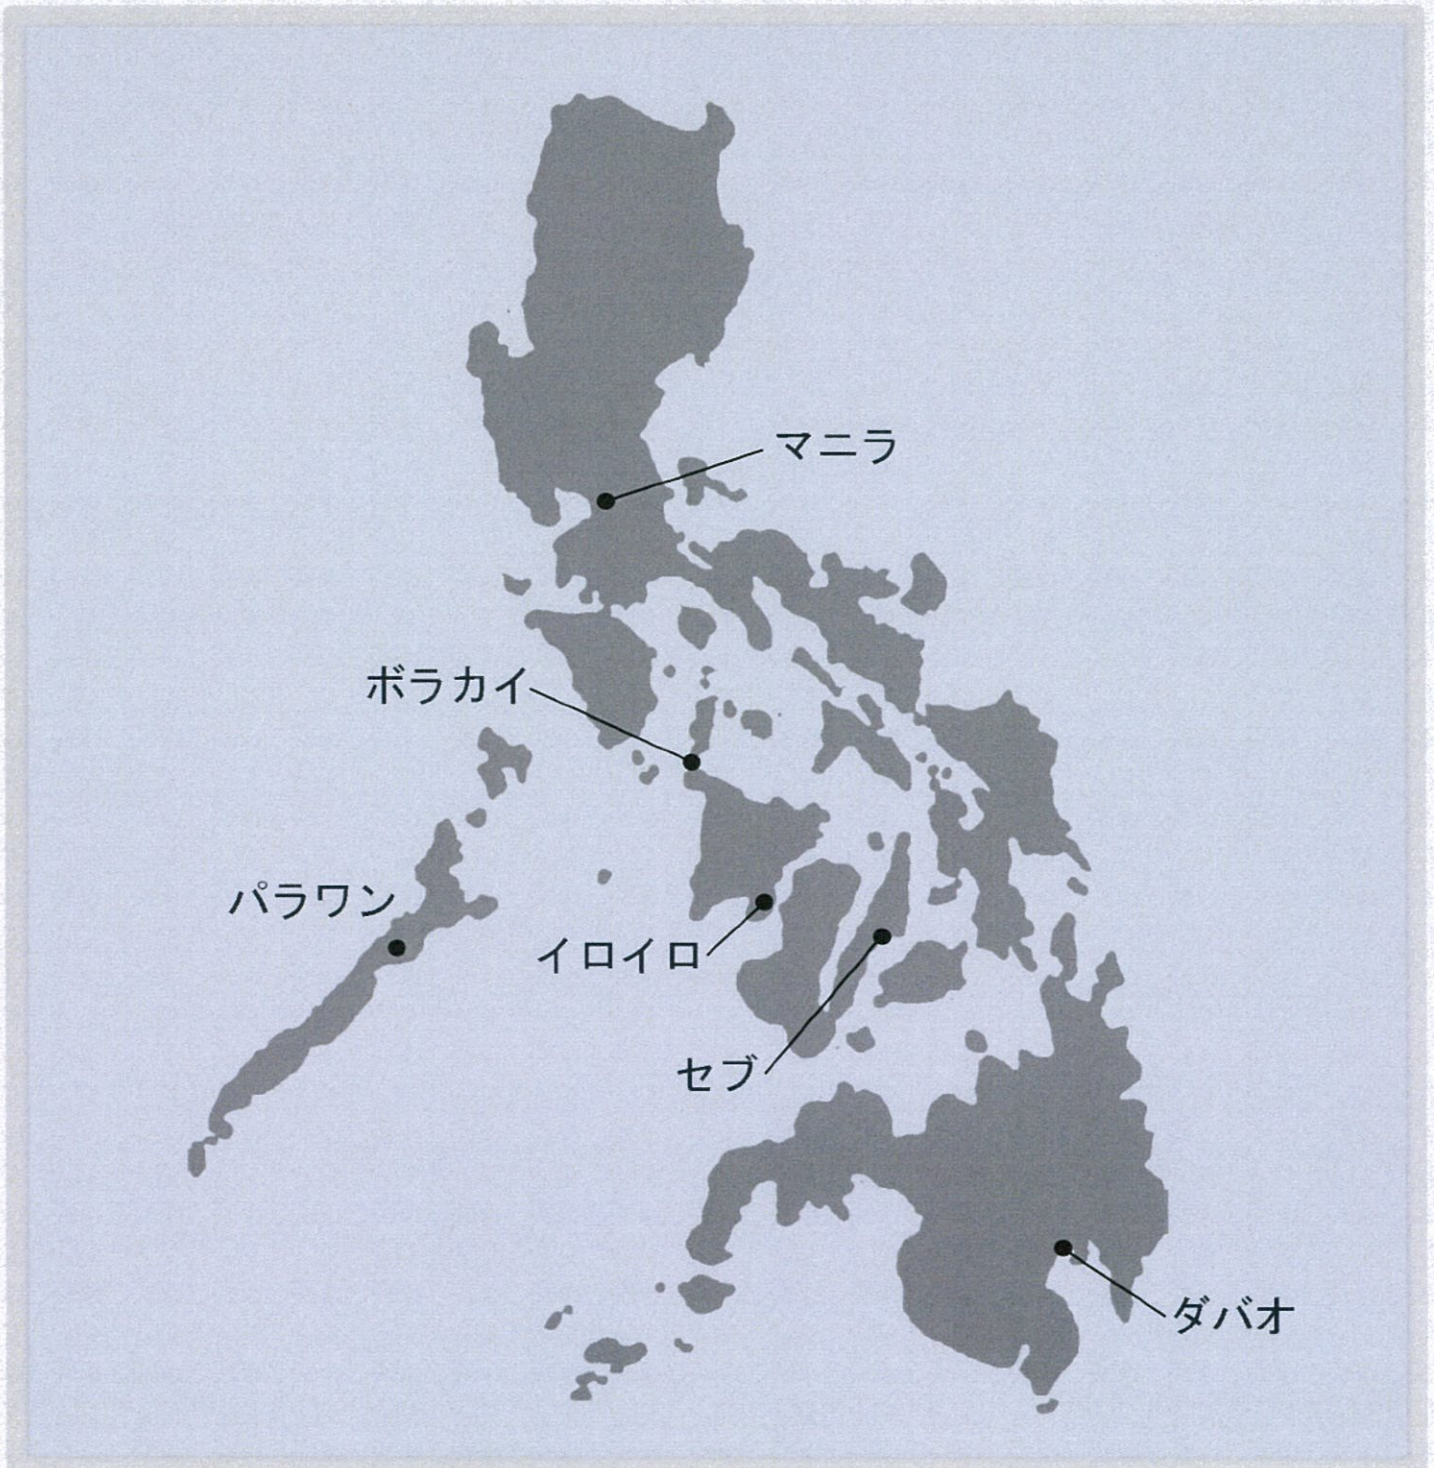 マニラ
ボラカイ
パラワン
イロイロ
セブ
ダバオ